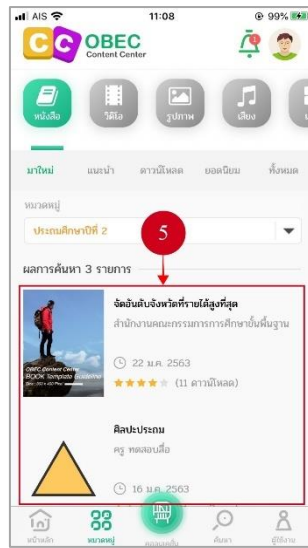 AIS 11:08 99%
CC OBEC
Content Center
หนังสือ วิดีโอ รูปภาพ เสียง
มาใหม่ แนะนำ ดาวน์โหลด ยอดนิยม ทั้งหมด
หมวดหมู่
ประถมศึกษาปีที่ 2
5
ผลการค้นหา 3 รายการ
จัดอันดับจังหวัดที่รายได้สูงที่สุด
สำนักงานคณะกรรมการการศึกษาขั้นพื้นฐาน
OBEC Content Center
BOOK Template Guideline
22 ม.ค. 2563
(11 ดาวน์โหลด)
ศิลปะประถม
ครู ทดสอบสื่อ
16 ม.ค. 2563
หน้าหลัก หมวดหมู่ ค้นหา ผู้ใช้งาน